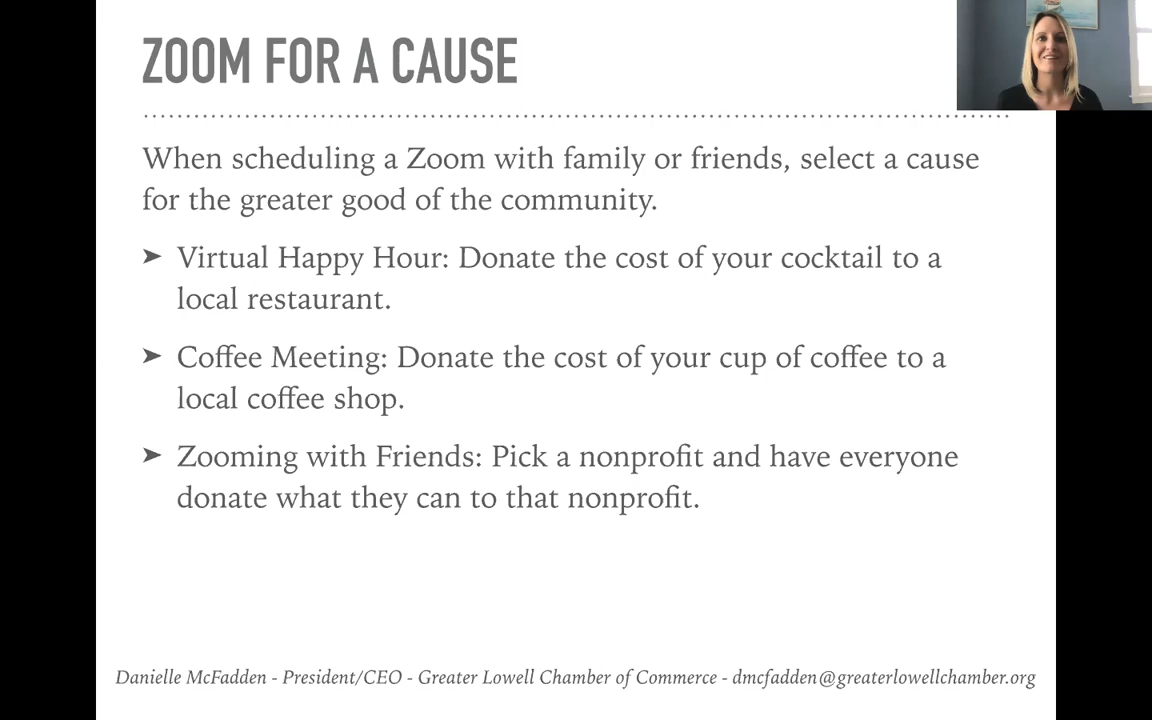 ZOOM FOR A CAUSE
When scheduling a Zoom with family or friends, select a cause
for the greater good of the community.
➤ Virtual Happy Hour: Donate the cost of your cocktail to a
local restaurant.
➤ Coffee Meeting: Donate the cost of your cup of coffee to a
local coffee shop.
➤ Zooming with Friends: Pick a nonprofit and have everyone
donate what they can to that nonprofit.
Danielle McFadden - President/CEO - Greater Lowell Chamber of Commerce - dmcfadden@greaterlowellchamber.org